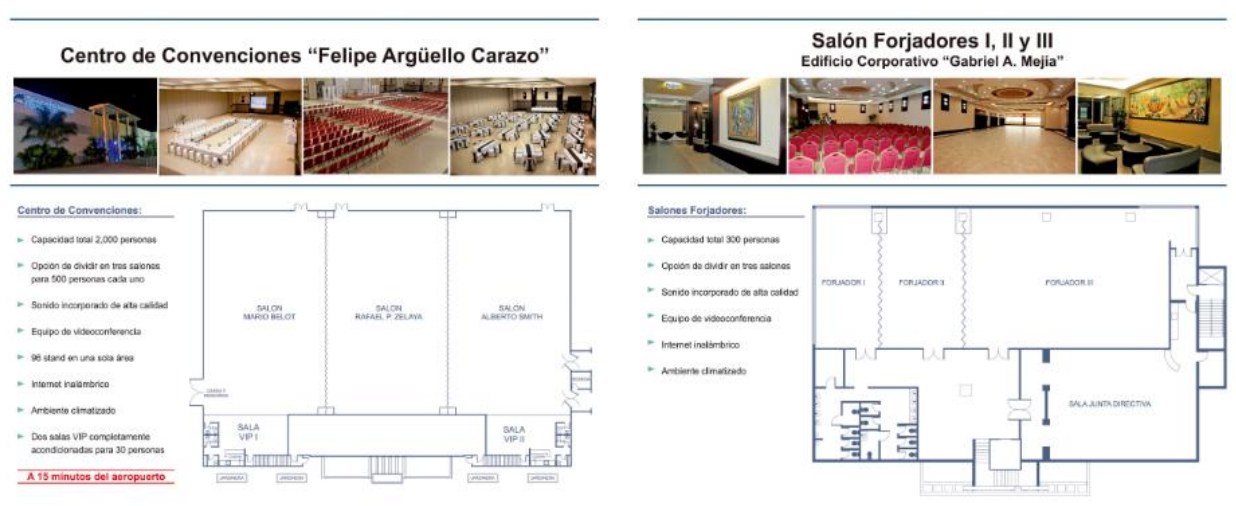 Centro de Convenciones “Felipe Argüello Carazo”
Centro de Convenciones:
Capacidad total 2,000 personas
Opción de dividir en tres salones
para 500 personas cada uno
Sonido incorporado de alta calidad
Equipo de videoconferencia
96 stand en una sola área
Internet inalámbrico
Ambiente climatizado
Dos salas VIP completamente
acondicionadas para 30 personas
A 15 minutos del aeropuerto
SALON
MARIO BELOT
SALON
RAFAEL P. ZELAYA
SALON
ALBERTO SMITH
SALA
VIP I
SALA
VIP II
JARDINERA
JARDINERA
JARDINERA
JARDINERA
Salón Forjadores I, II y III
Edificio Corporativo “Gabriel A. Mejía”
Salones Forjadores:
Capacidad total 300 personas
Opción de dividir en tres salones
Sonido incorporado de alta calidad
Equipo de videoconferencia
Internet inalámbrico
Ambiente climatizado
FORJADOR I
FORJADOR II
FORJADOR III
SALA JUNTA DIRECTIVA